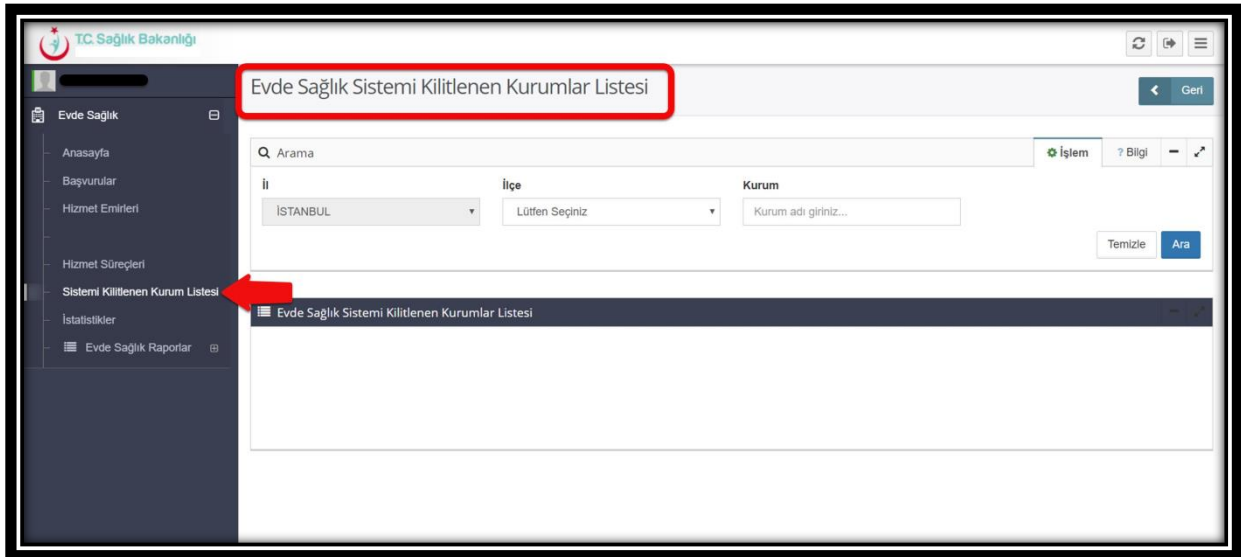 T.C. Sağlık Bakanlığı
Evde Sağlık Sistemi Kilitlenen Kurumlar Listesi
Geri
Evde Sağlık
Anasayfa
Başvurular
Hizmet Emirleri
Hizmet Süreçleri
Sistemi Kilitlenen Kurum Listesi
İstatistikler
Evde Sağlık Raporlar
Arama
İşlem
? Bilgi
İl
İlçe
Kurum
İSTANBUL
Lütfen Seçiniz
Kurum adı giriniz...
Temizle
Ara
Evde Sağlık Sistemi Kilitlenen Kurumlar Listesi